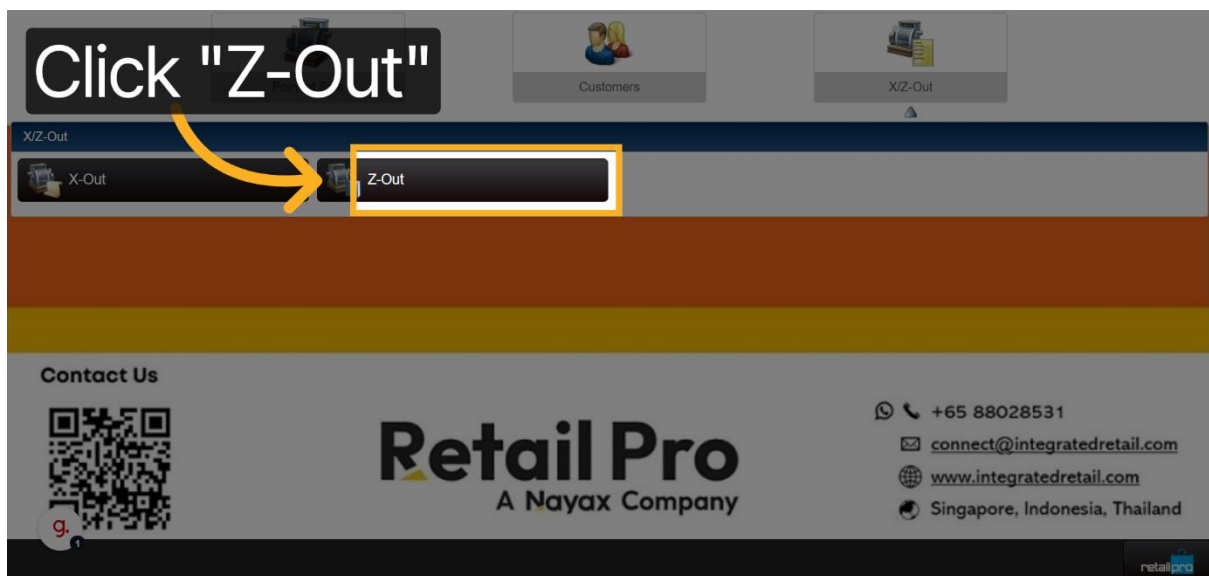 Click "Z-Out"
Customers
X/Z-Out
X/Z-Out
X-Out
Z-Out
Contact Us
Retail Pro
A Nayax Company
+65 88028531
connect@integratedretail.com
www.integratedretail.com
Singapore, Indonesia, Thailand
g.
1
retailpro